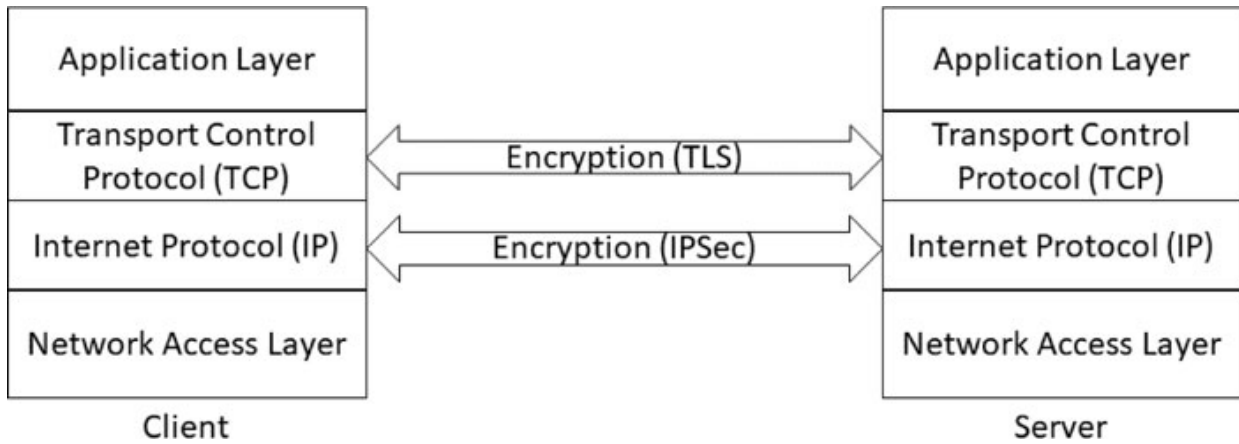 Application Layer
Application Layer
Transport Control
Protocol (TCP)
Encryption (TLS)
Transport Control
Protocol (TCP)
Internet Protocol (IP)
Encryption (IPSec)
Internet Protocol (IP)
Network Access Layer
Network Access Layer
Client
Server